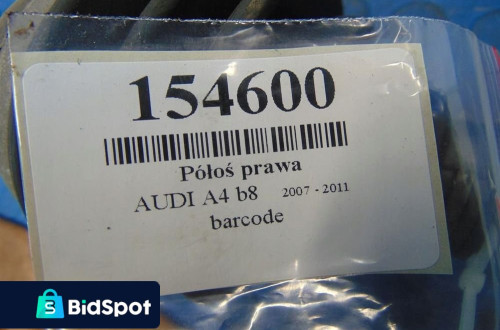 154600
Półoś prawa
AUDI A4 b8 2007 - 2011
barcode
S
BidSpot